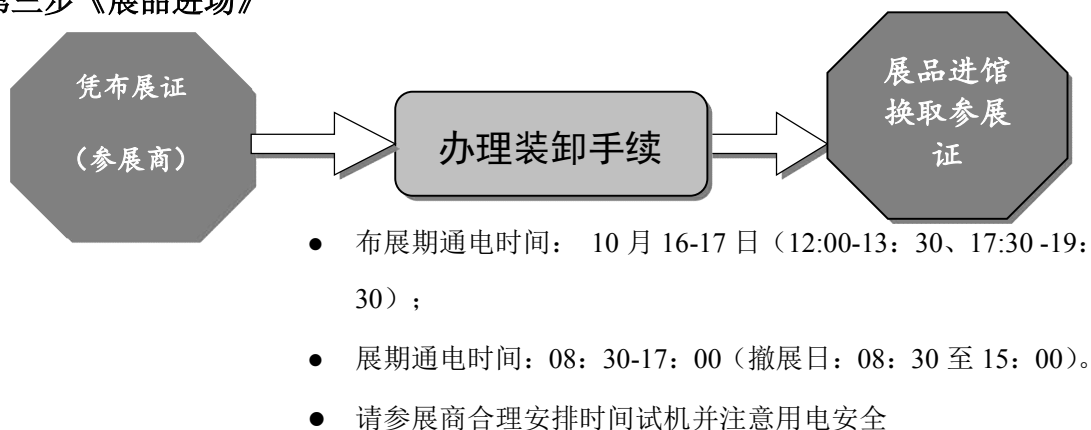 第三步《展品进场》
凭布展证
（参展商）
办理装卸手续
展品进馆
换取参展
证
● 布展期通电时间： 10 月 16-17 日（12:00-13：30、17:30 -19：
30）；
● 展期通电时间：08：30-17：00（撤展日：08：30 至 15：00）。
● 请参展商合理安排时间试机并注意用电安全